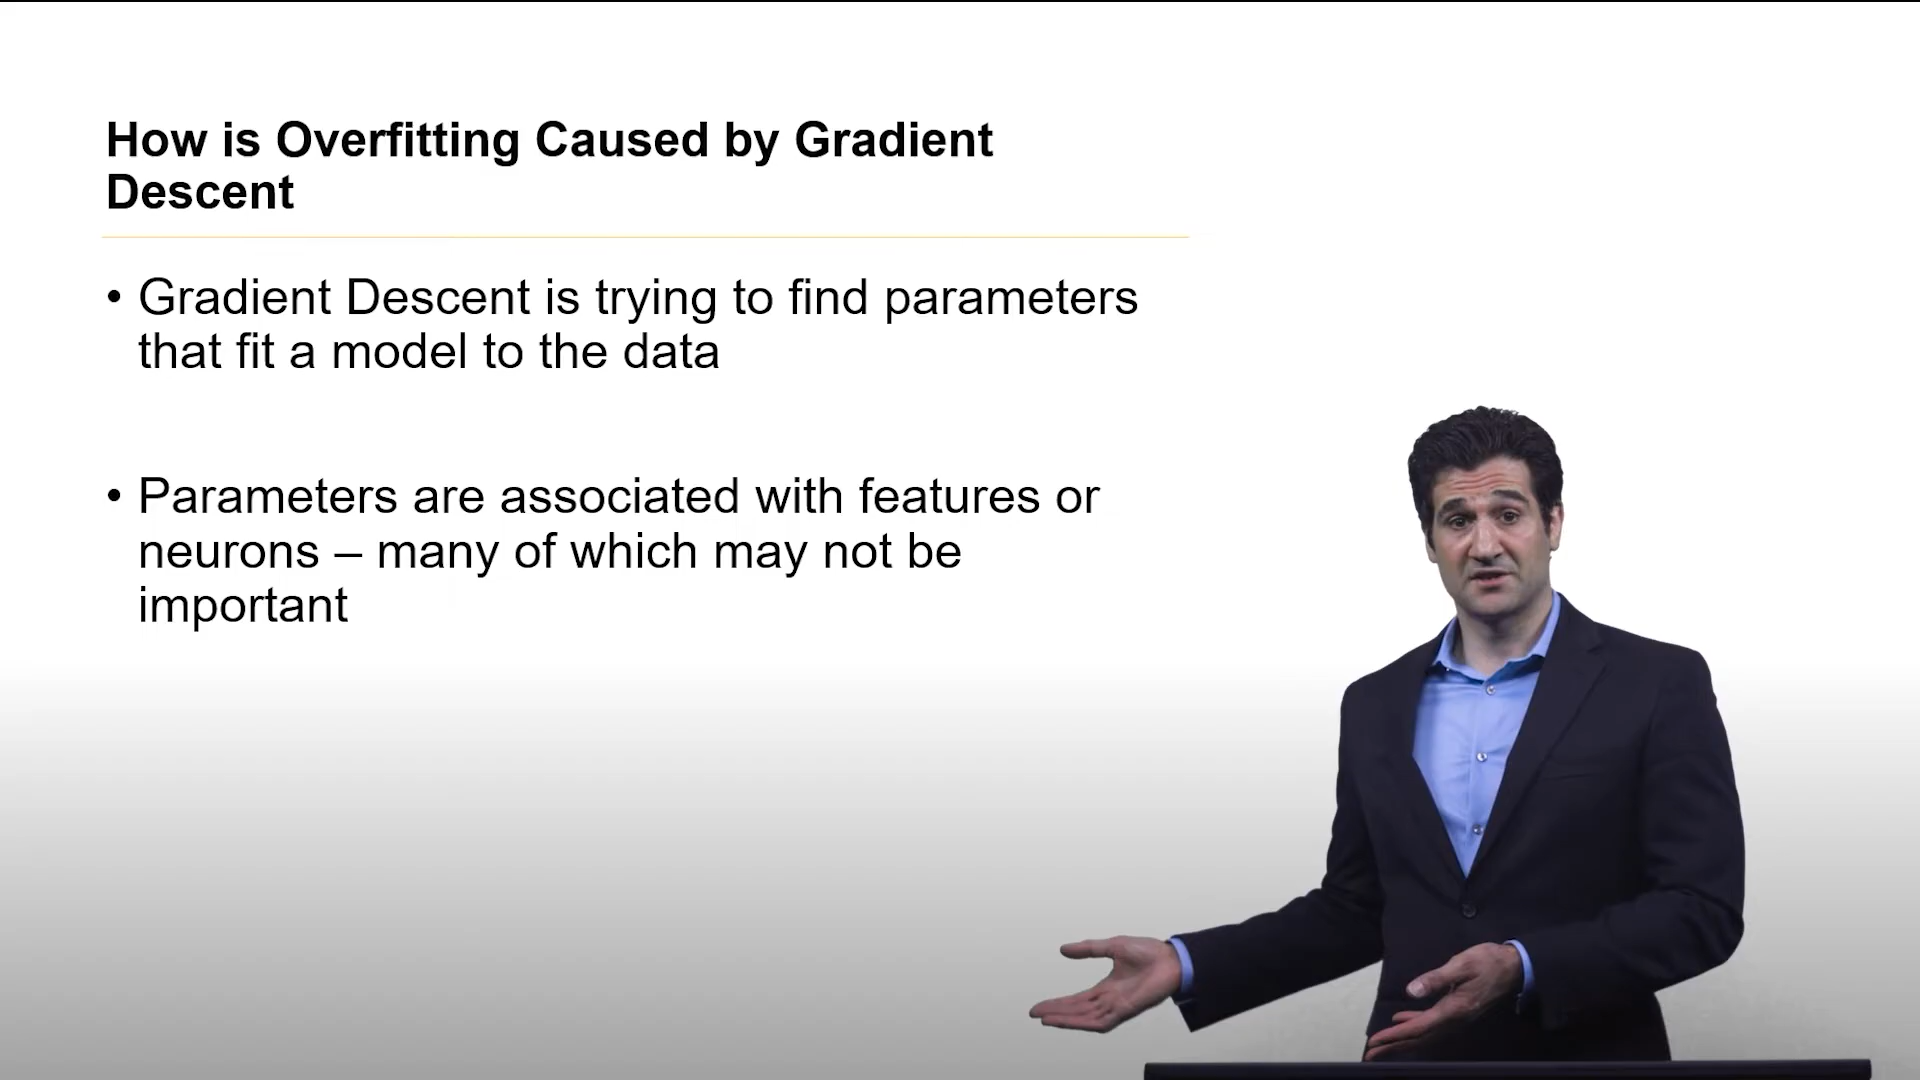 How is Overfitting Caused by Gradient
Descent
• Gradient Descent is trying to find parameters
that fit a model to the data
• Parameters are associated with features or
neurons – many of which may not be
important